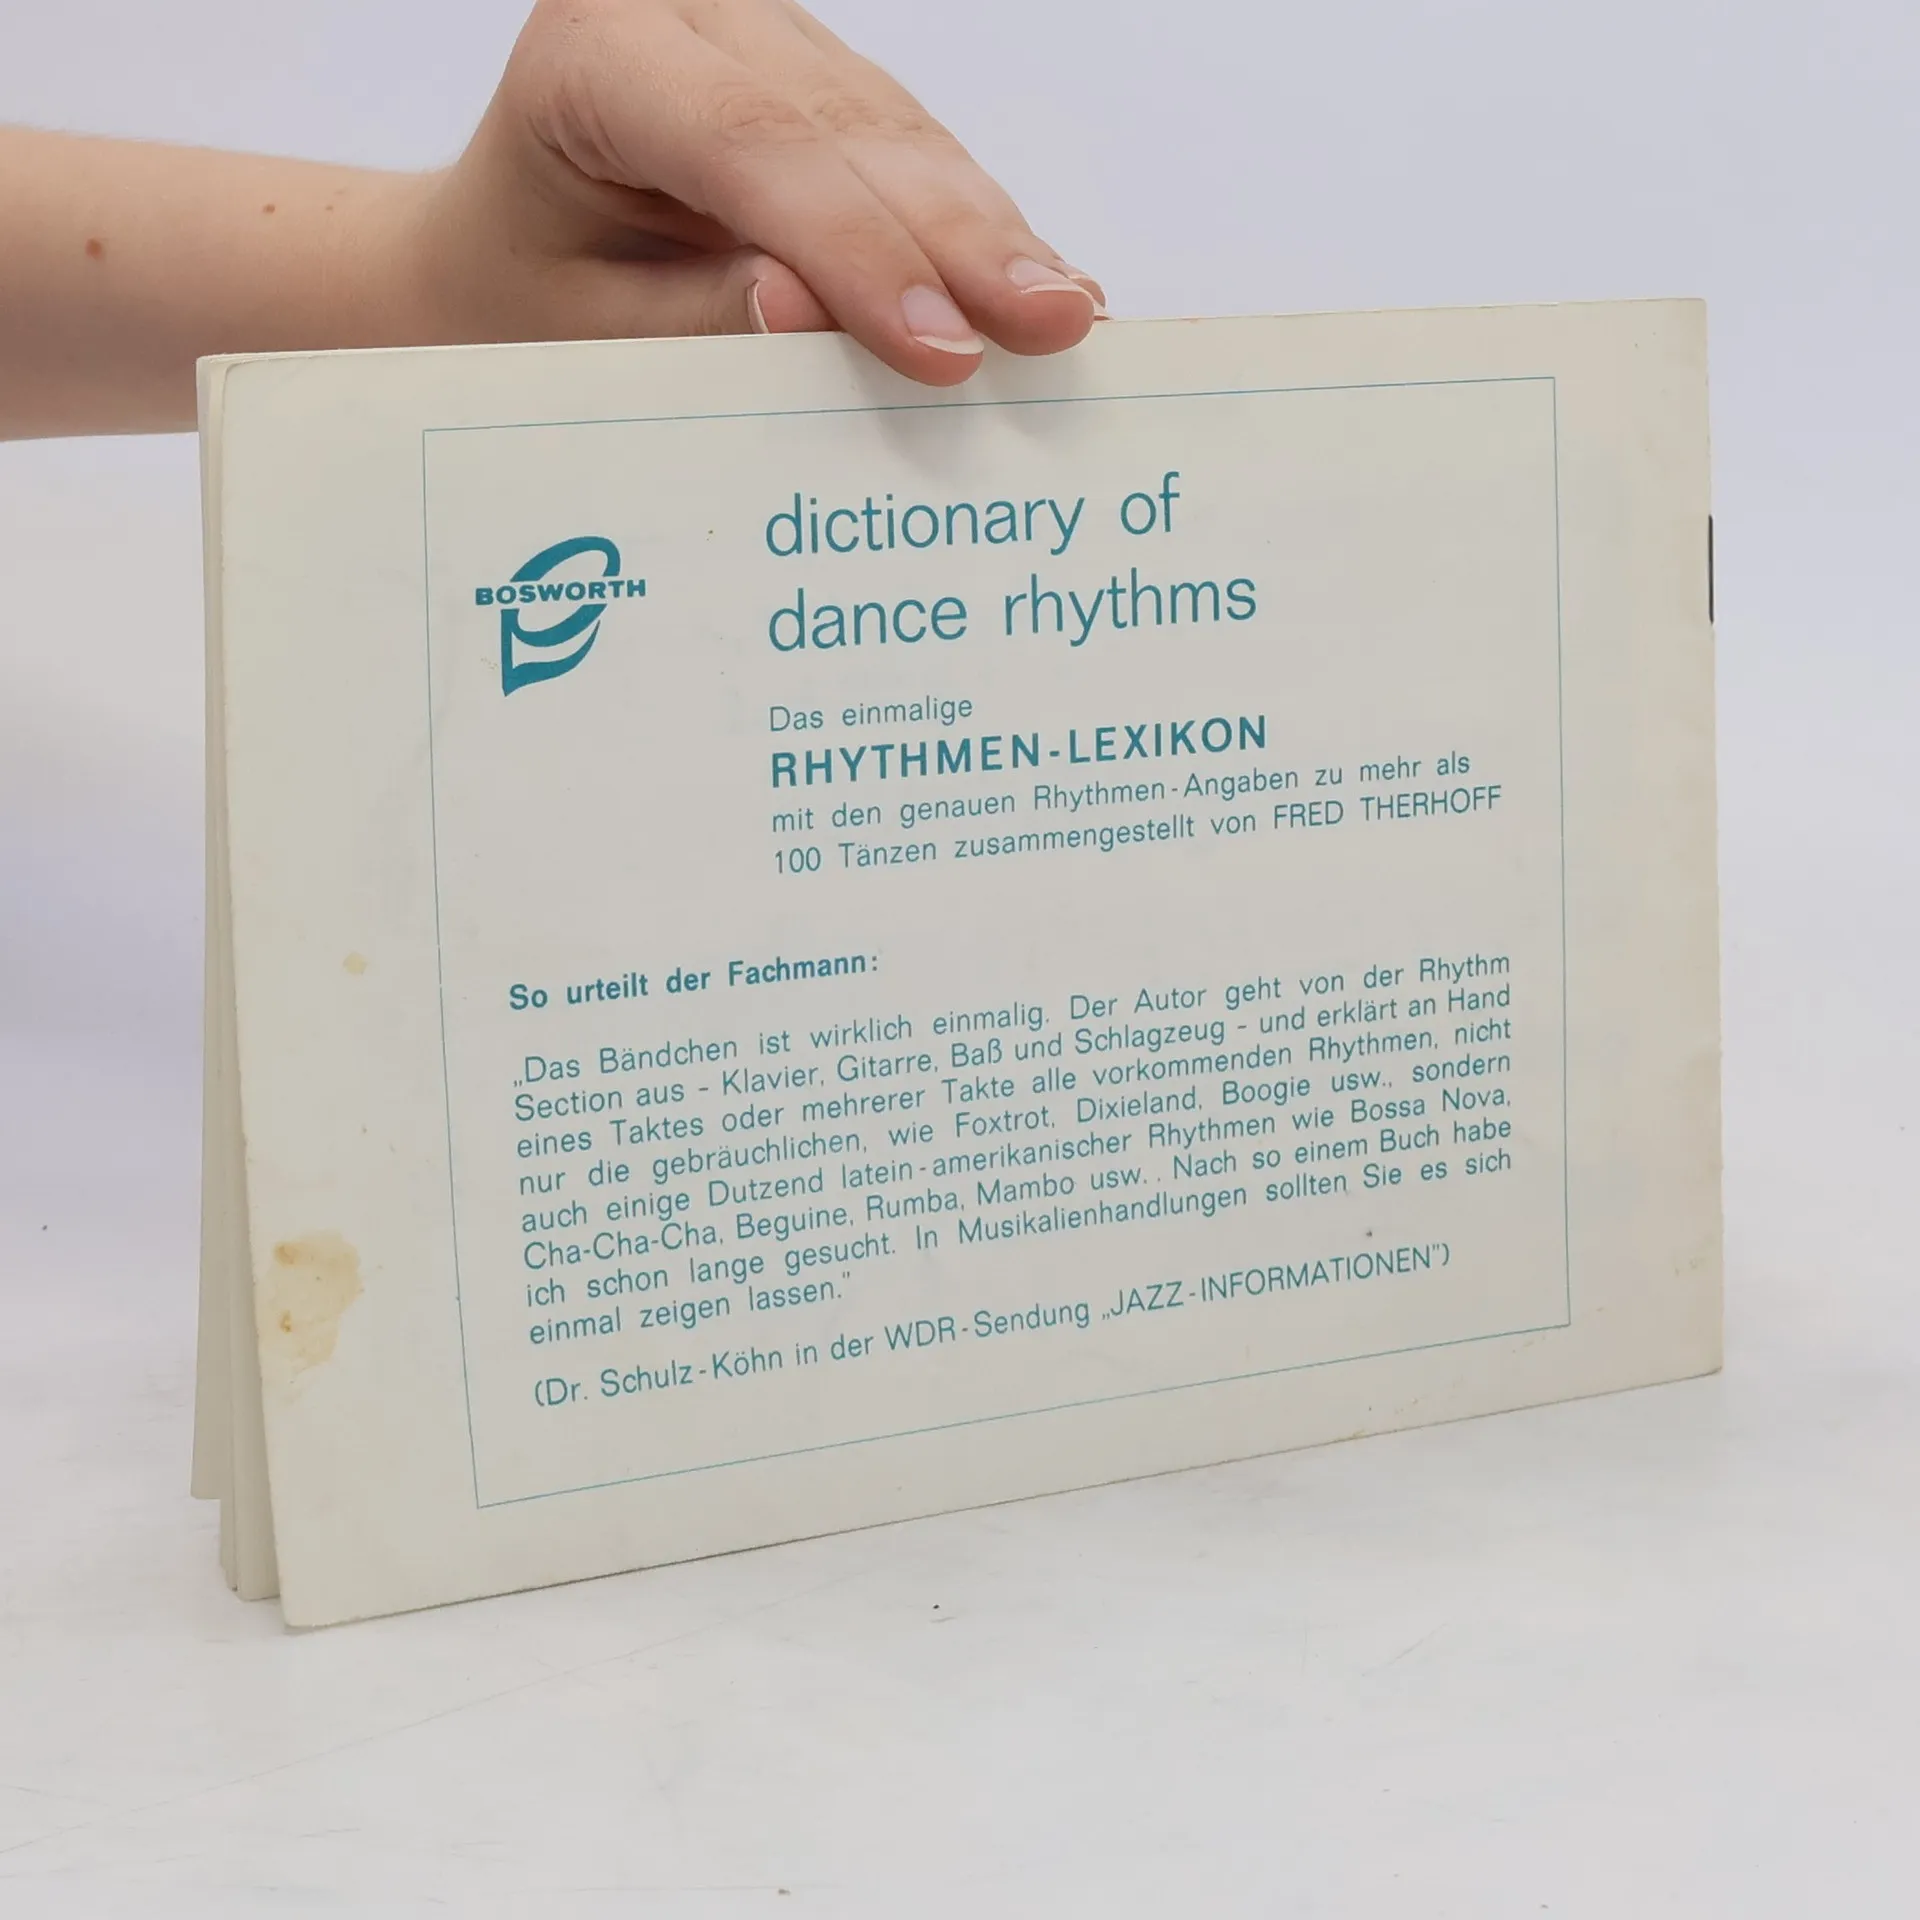 BOSWORTH
dictionary of
dance rhythms
Das einmalige
RHYTHMEN-LEXIKON
mit den genauen Rhythmen-Angaben zu mehr als
100 Tänzen zusammengestellt von FRED THERHOFF
So urteilt der Fachmann:
„Das Bändchen ist wirklich einmalig. Der Autor geht von der Rhythm
Section aus - Klavier, Gitarre, Baß und Schlagzeug - und erklärt an Hand
eines Taktes oder mehrerer Takte alle vorkommenden Rhythmen, nicht
nur die gebräuchlichen, wie Foxtrot, Dixieland, Boogie usw., sondern
auch einige Dutzend latein-amerikanischer Rhythmen wie Bossa Nova,
Cha-Cha-Cha, Beguine, Rumba, Mambo usw.. Nach so einem Buch habe
ich schon lange gesucht. In Musikalienhandlungen sollten Sie es sich
einmal zeigen lassen."
(Dr. Schulz-Köhn in der WDR-Sendung „JAZZ-INFORMATIONEN")